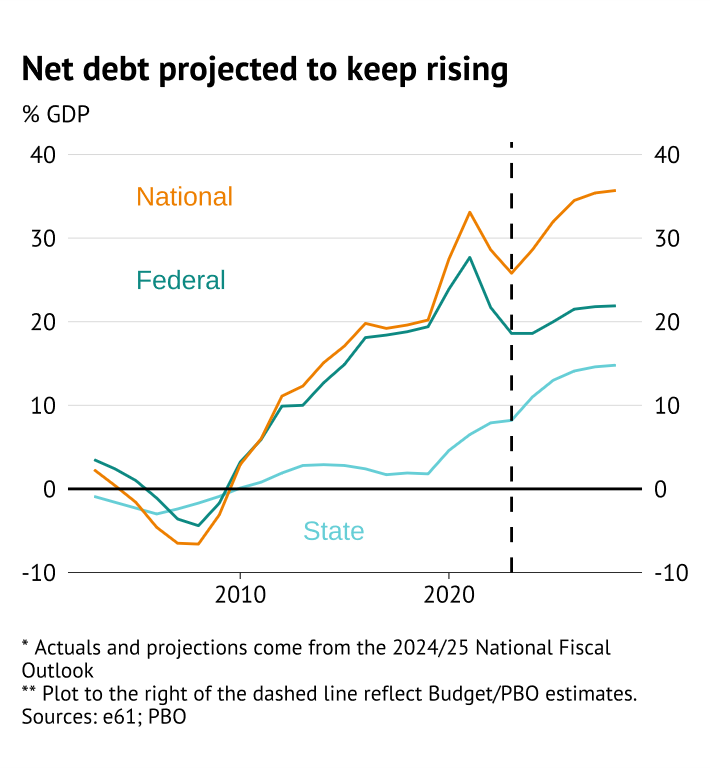 Net debt projected to keep rising
% GDP
40 40
National
30 30
Federal
20 20
10 10
0 0
State
-10 -10
2010 2020
* Actuals and projections come from the 2024/25 National Fiscal
Outlook
** Plot to the right of the dashed line reflect Budget/PBO estimates.
Sources: e61; PBO